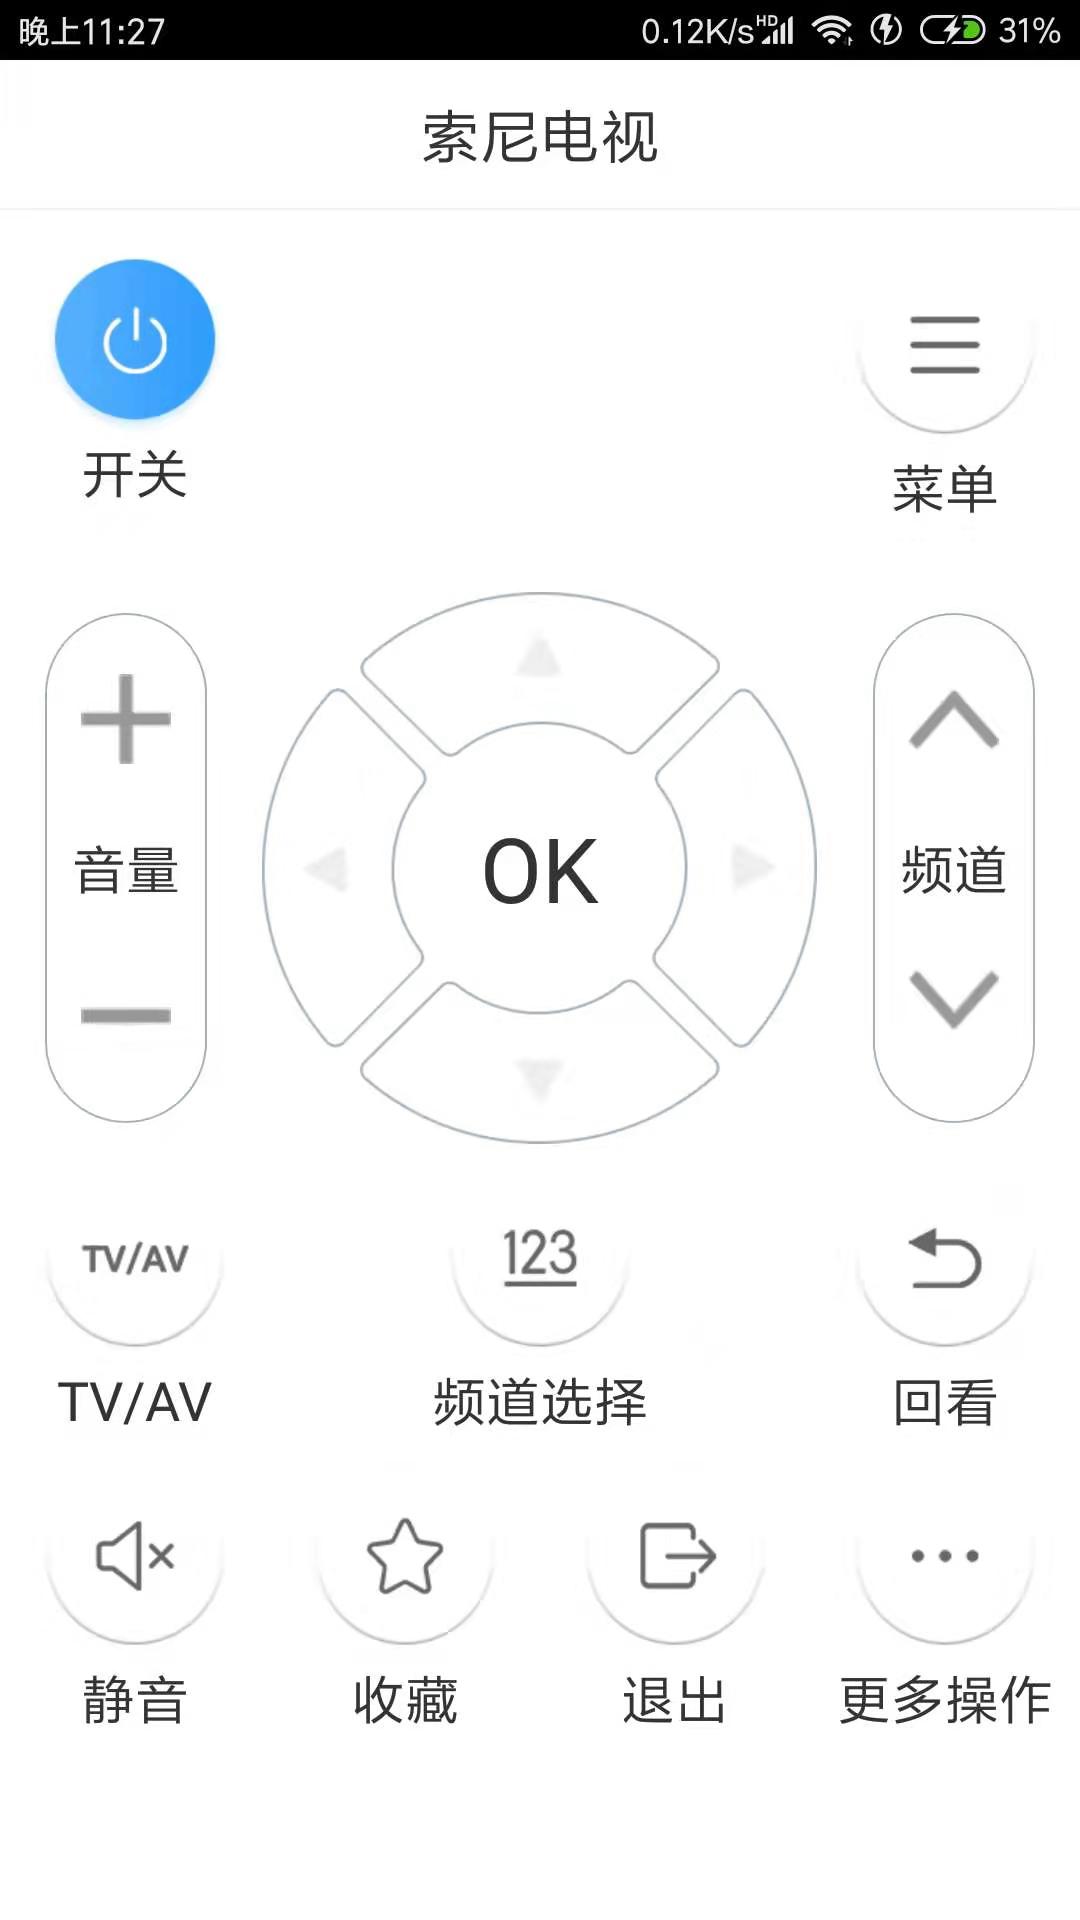 晚上11:27 0.12K/s HD 31%
索尼电视
开关 菜单
音量 OK 频道
TV/AV 123
TV/AV 频道选择 回看
静音 收藏 退出 更多操作